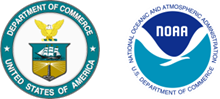 DEPARTMENT OF COMMERCE
UNITED STATES OF AMERICA
NATIONAL OCEANIC AND ATMOSPHERIC ADMINISTRATION
NOAA
U.S. DEPARTMENT OF COMMERCE